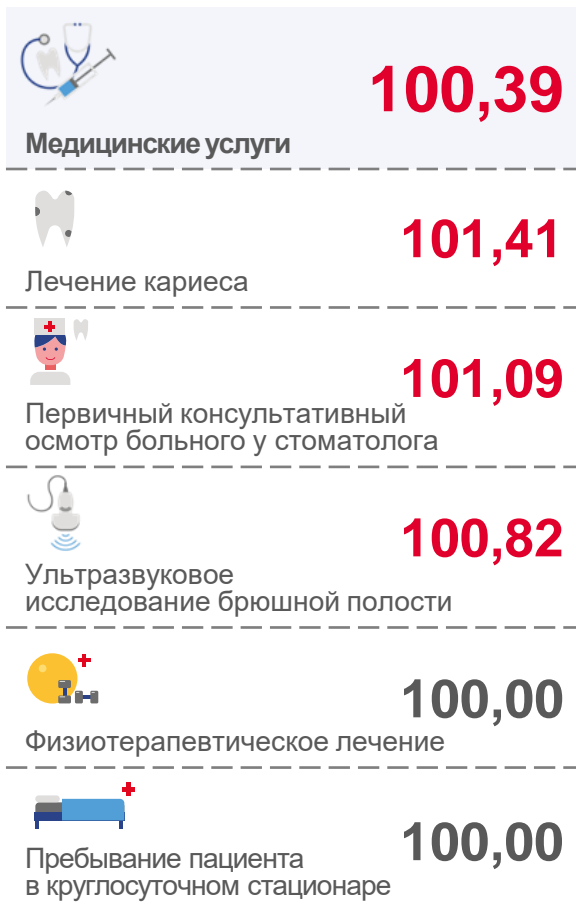 100,39
Медицинские услуги
101,41
Лечение кариеса
101,09
Первичный консультативный
осмотр больного у стоматолога
100,82
Ультразвуковое
исследование брюшной полости
100,00
Физиотерапевтическое лечение
100,00
Пребывание пациента
в круглосуточном стационаре